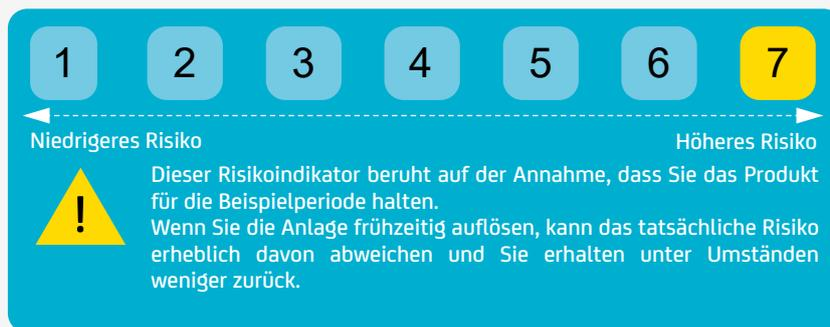 1 2 3 4 5 6 7
Niedrigeres Risiko Höheres Risiko
!
Dieser Risikoindikator beruht auf der Annahme, dass Sie das Produkt
für die Beispielperiode halten.
Wenn Sie die Anlage frühzeitig auflösen, kann das tatsächliche Risiko
erheblich davon abweichen und Sie erhalten unter Umständen
weniger zurück.